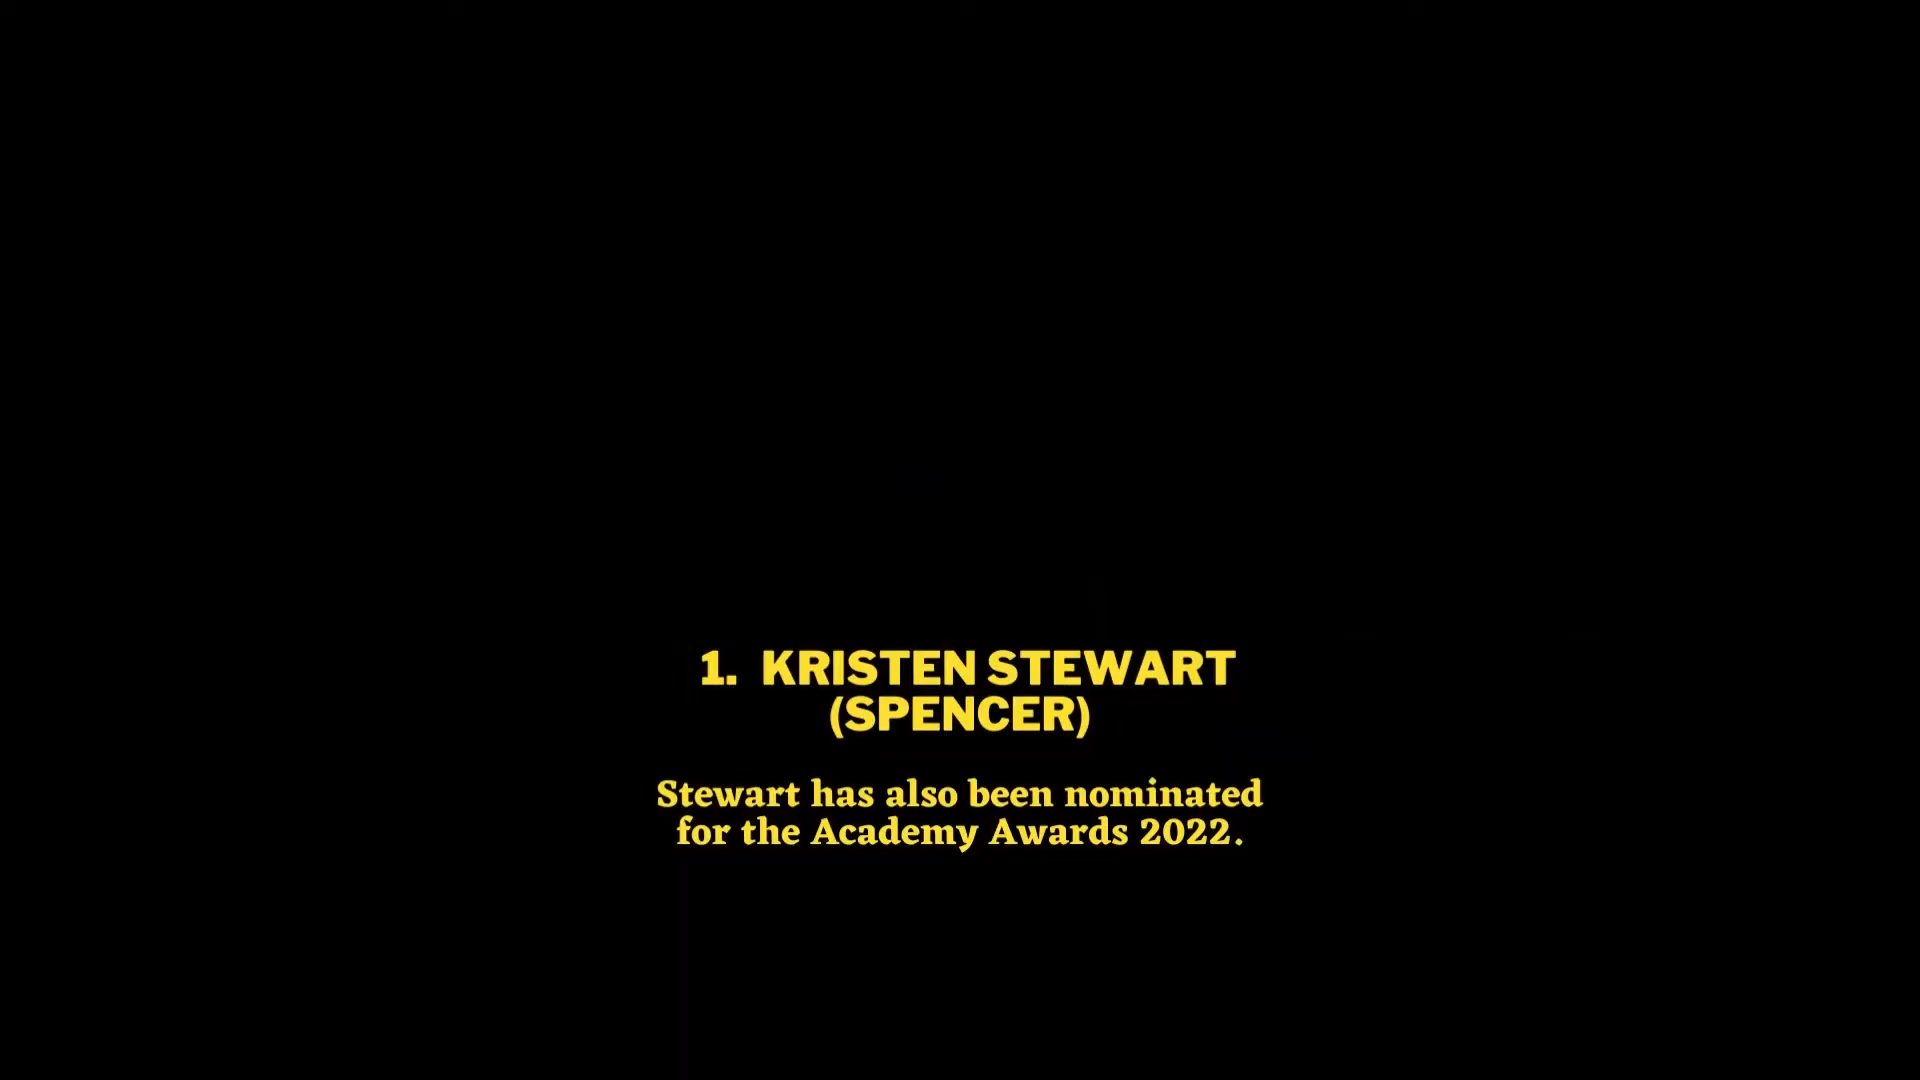 1. KRISTEN STEWART
(SPENCER)
Stewart has also been nominated
for the Academy Awards 2022.